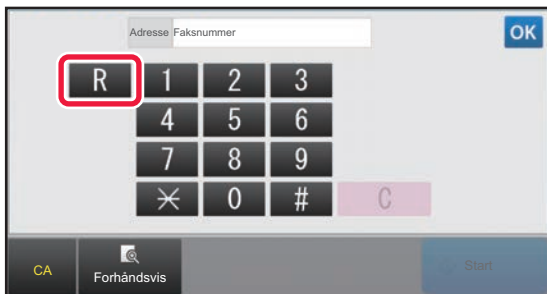 Adresse Faksnummer OK
R 1 2 3
4 5 6
7 8 9
* 0 # C
CA Forhåndsvis Start